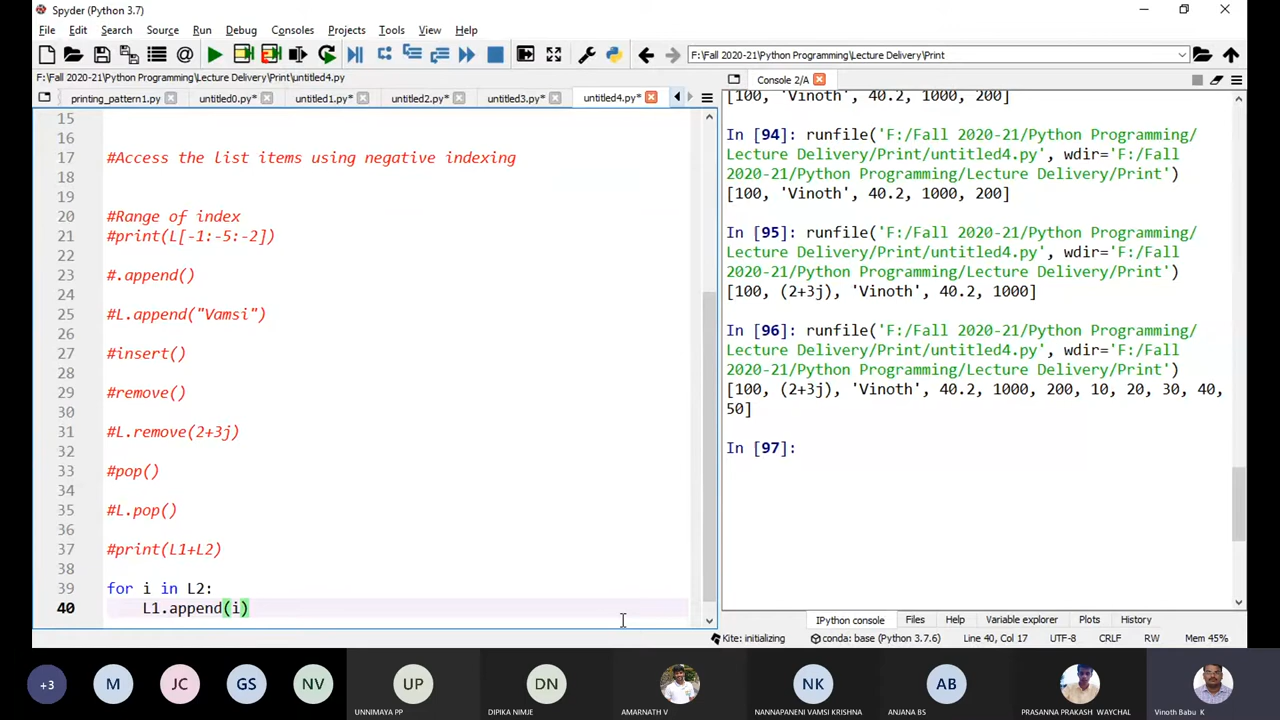 Spyder (Python 3.7)
File Edit Search Source Run Debug Consoles Projects Tools View Help
F:\Fall 2020-21\Python Programming\Lecture Delivery\Print
F:\Fall 2020-21\Python Programming\Lecture Delivery\Print\untitled4.py
printing_pattern1.py untitled0.py* untitled1.py* untitled2.py* untitled3.py* untitled4.py*
15
16
17 #Access the list items using negative indexing
18
19
20 #Range of index
21 #print(L[-1:-5:-2])
22
23 #.append()
24
25 #L.append("Vamsi")
26
27 #insert()
28
29 #remove()
30
31 #L.remove(2+3j)
32
33 #pop()
34
35 #L.pop()
36
37 #print(L1+L2)
38
39 for i in L2:
40 L1.append(i)
Console 2/A
[100, 'Vinoth', 40.2, 1000, 200]
In [94]: runfile('F:/Fall 2020-21/Python Programming/
Lecture Delivery/Print/untitled4.py', wdir='F:/Fall
2020-21/Python Programming/Lecture Delivery/Print')
[100, 'Vinoth', 40.2, 1000, 200]
In [95]: runfile('F:/Fall 2020-21/Python Programming/
Lecture Delivery/Print/untitled4.py', wdir='F:/Fall
2020-21/Python Programming/Lecture Delivery/Print')
[100, (2+3j), 'Vinoth', 40.2, 1000]
In [96]: runfile('F:/Fall 2020-21/Python Programming/
Lecture Delivery/Print/untitled4.py', wdir='F:/Fall
2020-21/Python Programming/Lecture Delivery/Print')
[100, (2+3j), 'Vinoth', 40.2, 1000, 200, 10, 20, 30, 40,
50]
In [97]:
IPython console Files Help Variable explorer Plots History
Kite: initializing conda: base (Python 3.7.6) Line 40, Col 17 UTF-8 CRLF RW Mem 45%
+3 M JC GS NV UP DN NK AB
UNNIMAYA PP DIPIKA NIMJE AMARNATH V NANNAPANENI VAMSI KRISHNA ANJANA BS PRASANNA PRAKASH WAYCHAL Vinoth Babu K